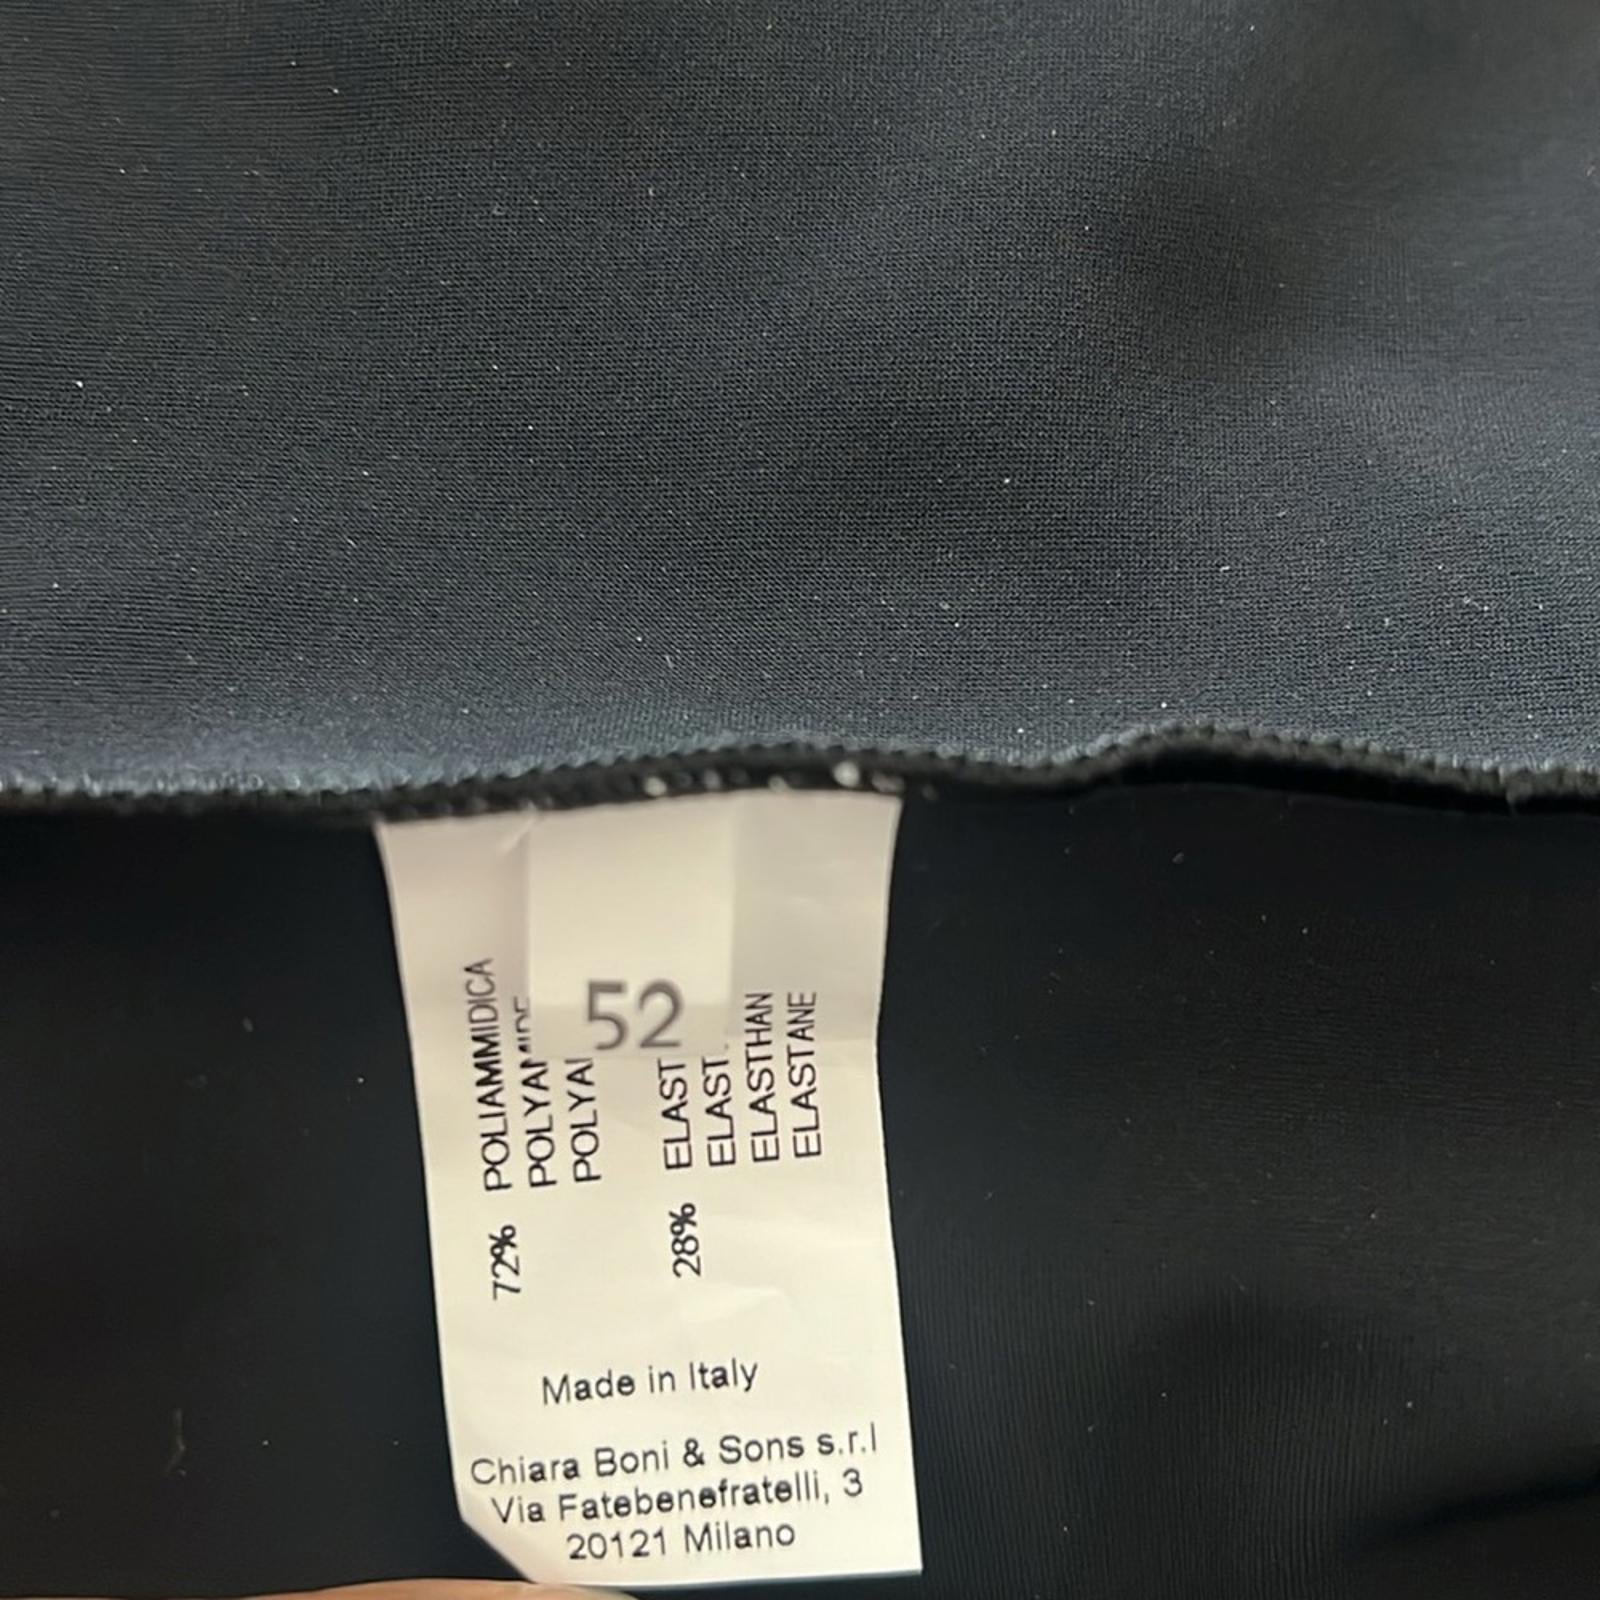 52
72% POLIAMMIDICA
POLYAMIDE
POLYA
28% ELAST
ELAST
ELASTHAN
ELASTANE
Made in Italy
Chiara Boni & Sons s.r.l
Via Fatebenefratelli, 3
20121 Milano